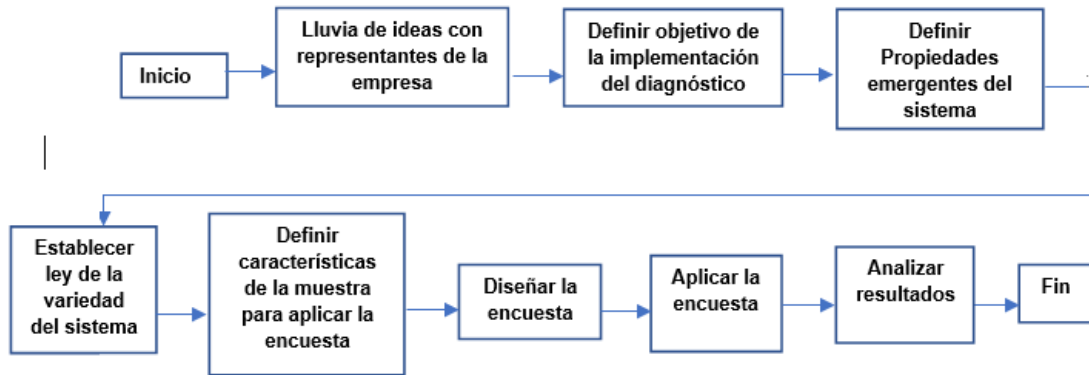 Inicio
Lluvia de ideas con
representantes de la
empresa
Definir objetivo de
la implementación
del diagnóstico
Definir
Propiedades
emergentes del
sistema
Establecer
ley de la
variedad
del sistema
Definir
características
de la muestra
para aplicar la
encuesta
Diseñar la
encuesta
Aplicar la
encuesta
Analizar
resultados
Fin